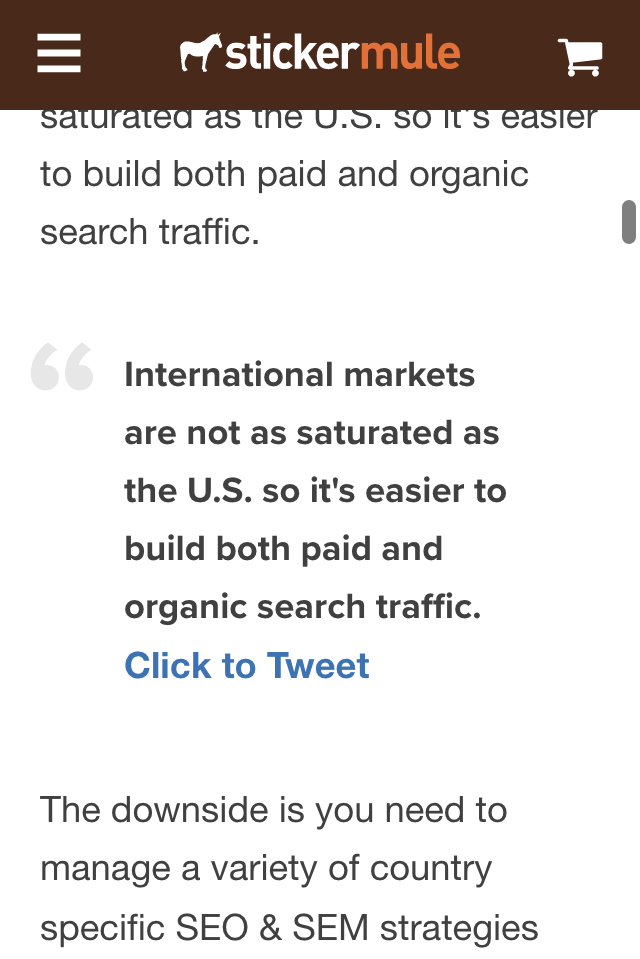 stickermule
saturated as the U.S. so it's easier
to build both paid and organic
search traffic.
“
International markets
are not as saturated as
the U.S. so it's easier to
build both paid and
organic search traffic.
Click to Tweet
The downside is you need to
manage a variety of country
specific SEO & SEM strategies